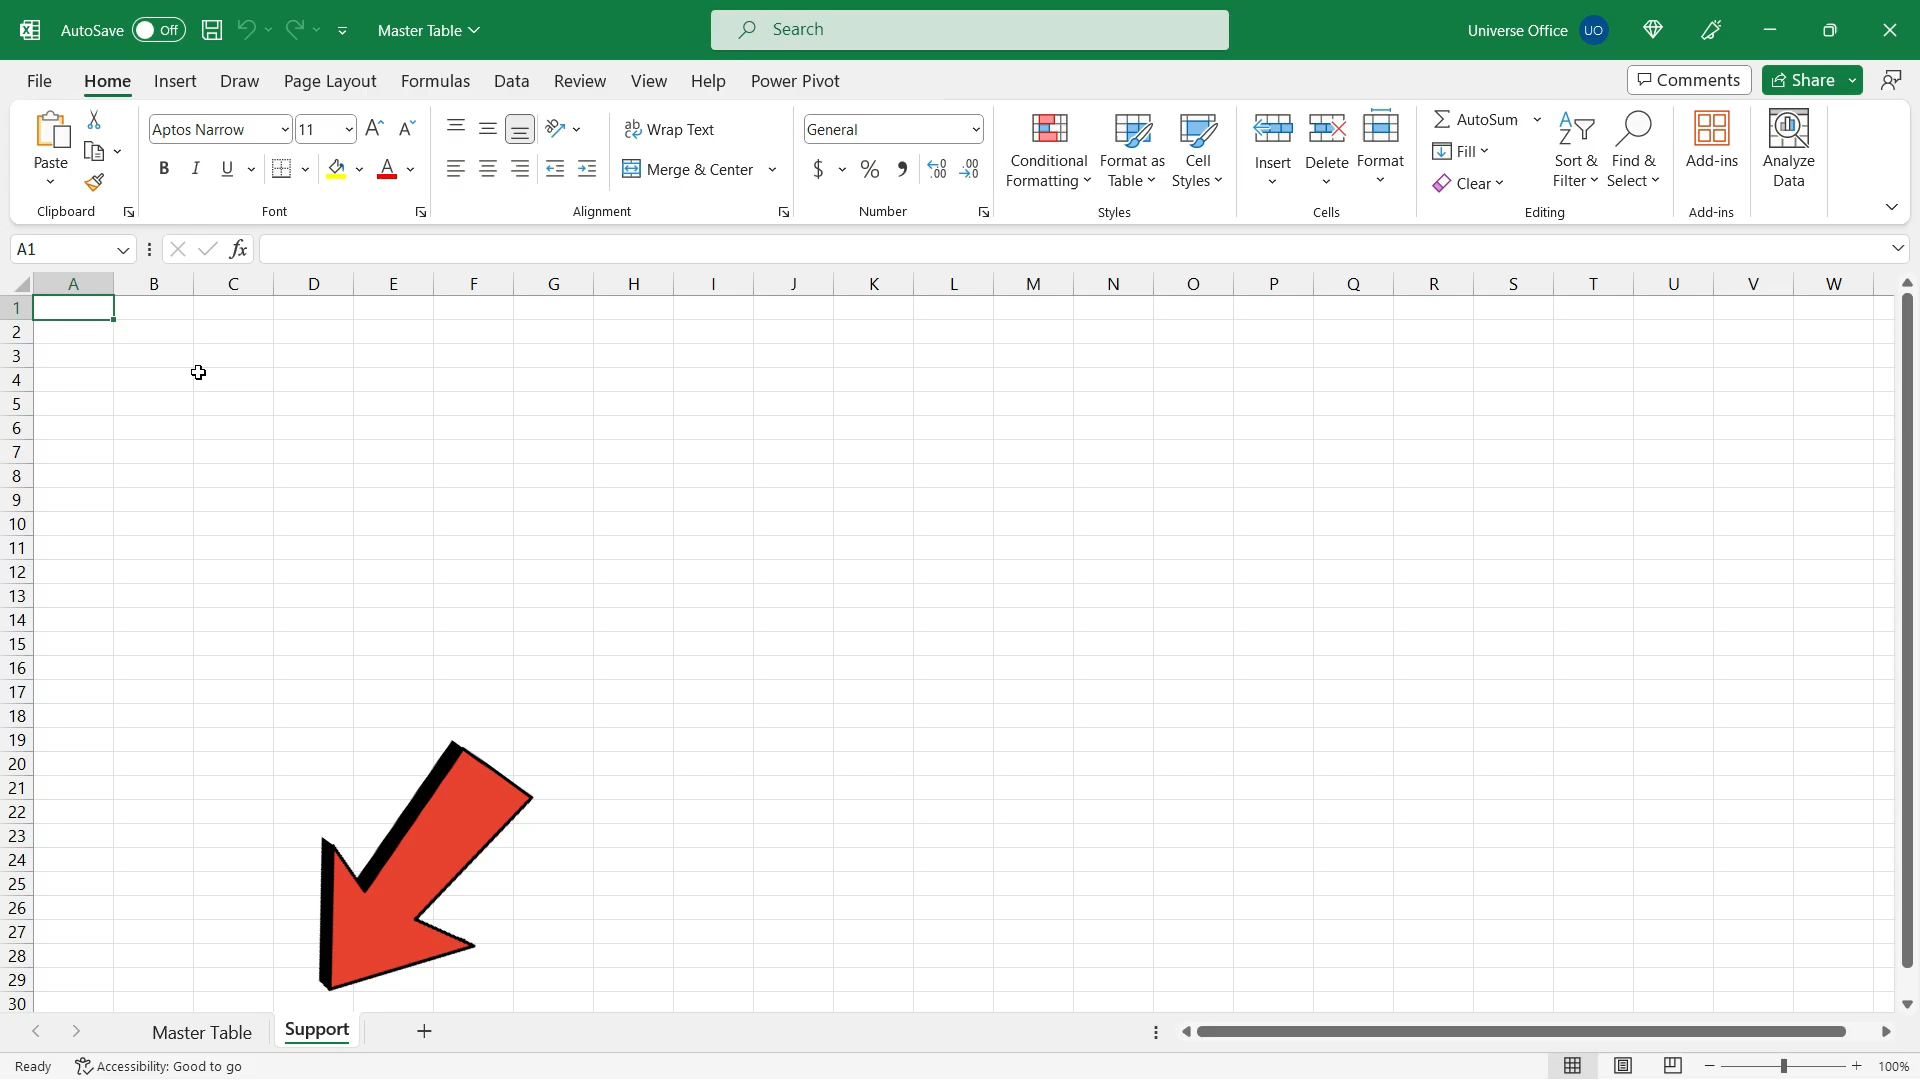 AutoSave Off Master Table Search Universe Office UO
File Home Insert Draw Page Layout Formulas Data Review View Help Power Pivot Comments Share
Paste
Clipboard
Aptos Narrow 11
B I U A
Font
ab Wrap Text
Merge & Center
Alignment
General
$ % 9
Number
Conditional Formatting
Format as Table
Cell Styles
Styles
Insert Delete Format
Cells
AutoSum
Fill
Clear
Sort & Filter
Find & Select
Editing
Add-ins
Add-ins
Analyze Data
A1 fx
A B C D E F G H I J K L M N O P Q R S T U V W
1
2
3
4
5
6
7
8
9
10
11
12
13
14
15
16
17
18
19
20
21
22
23
24
25
26
27
28
29
30
Master Table Support +
Ready Accessibility: Good to go 100%